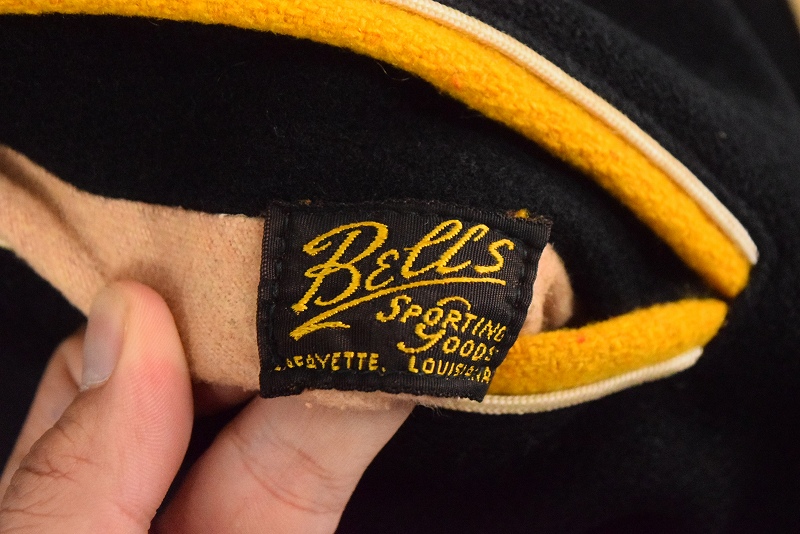 Bell's
Sporting
Goods
Lafayette, Louisiana